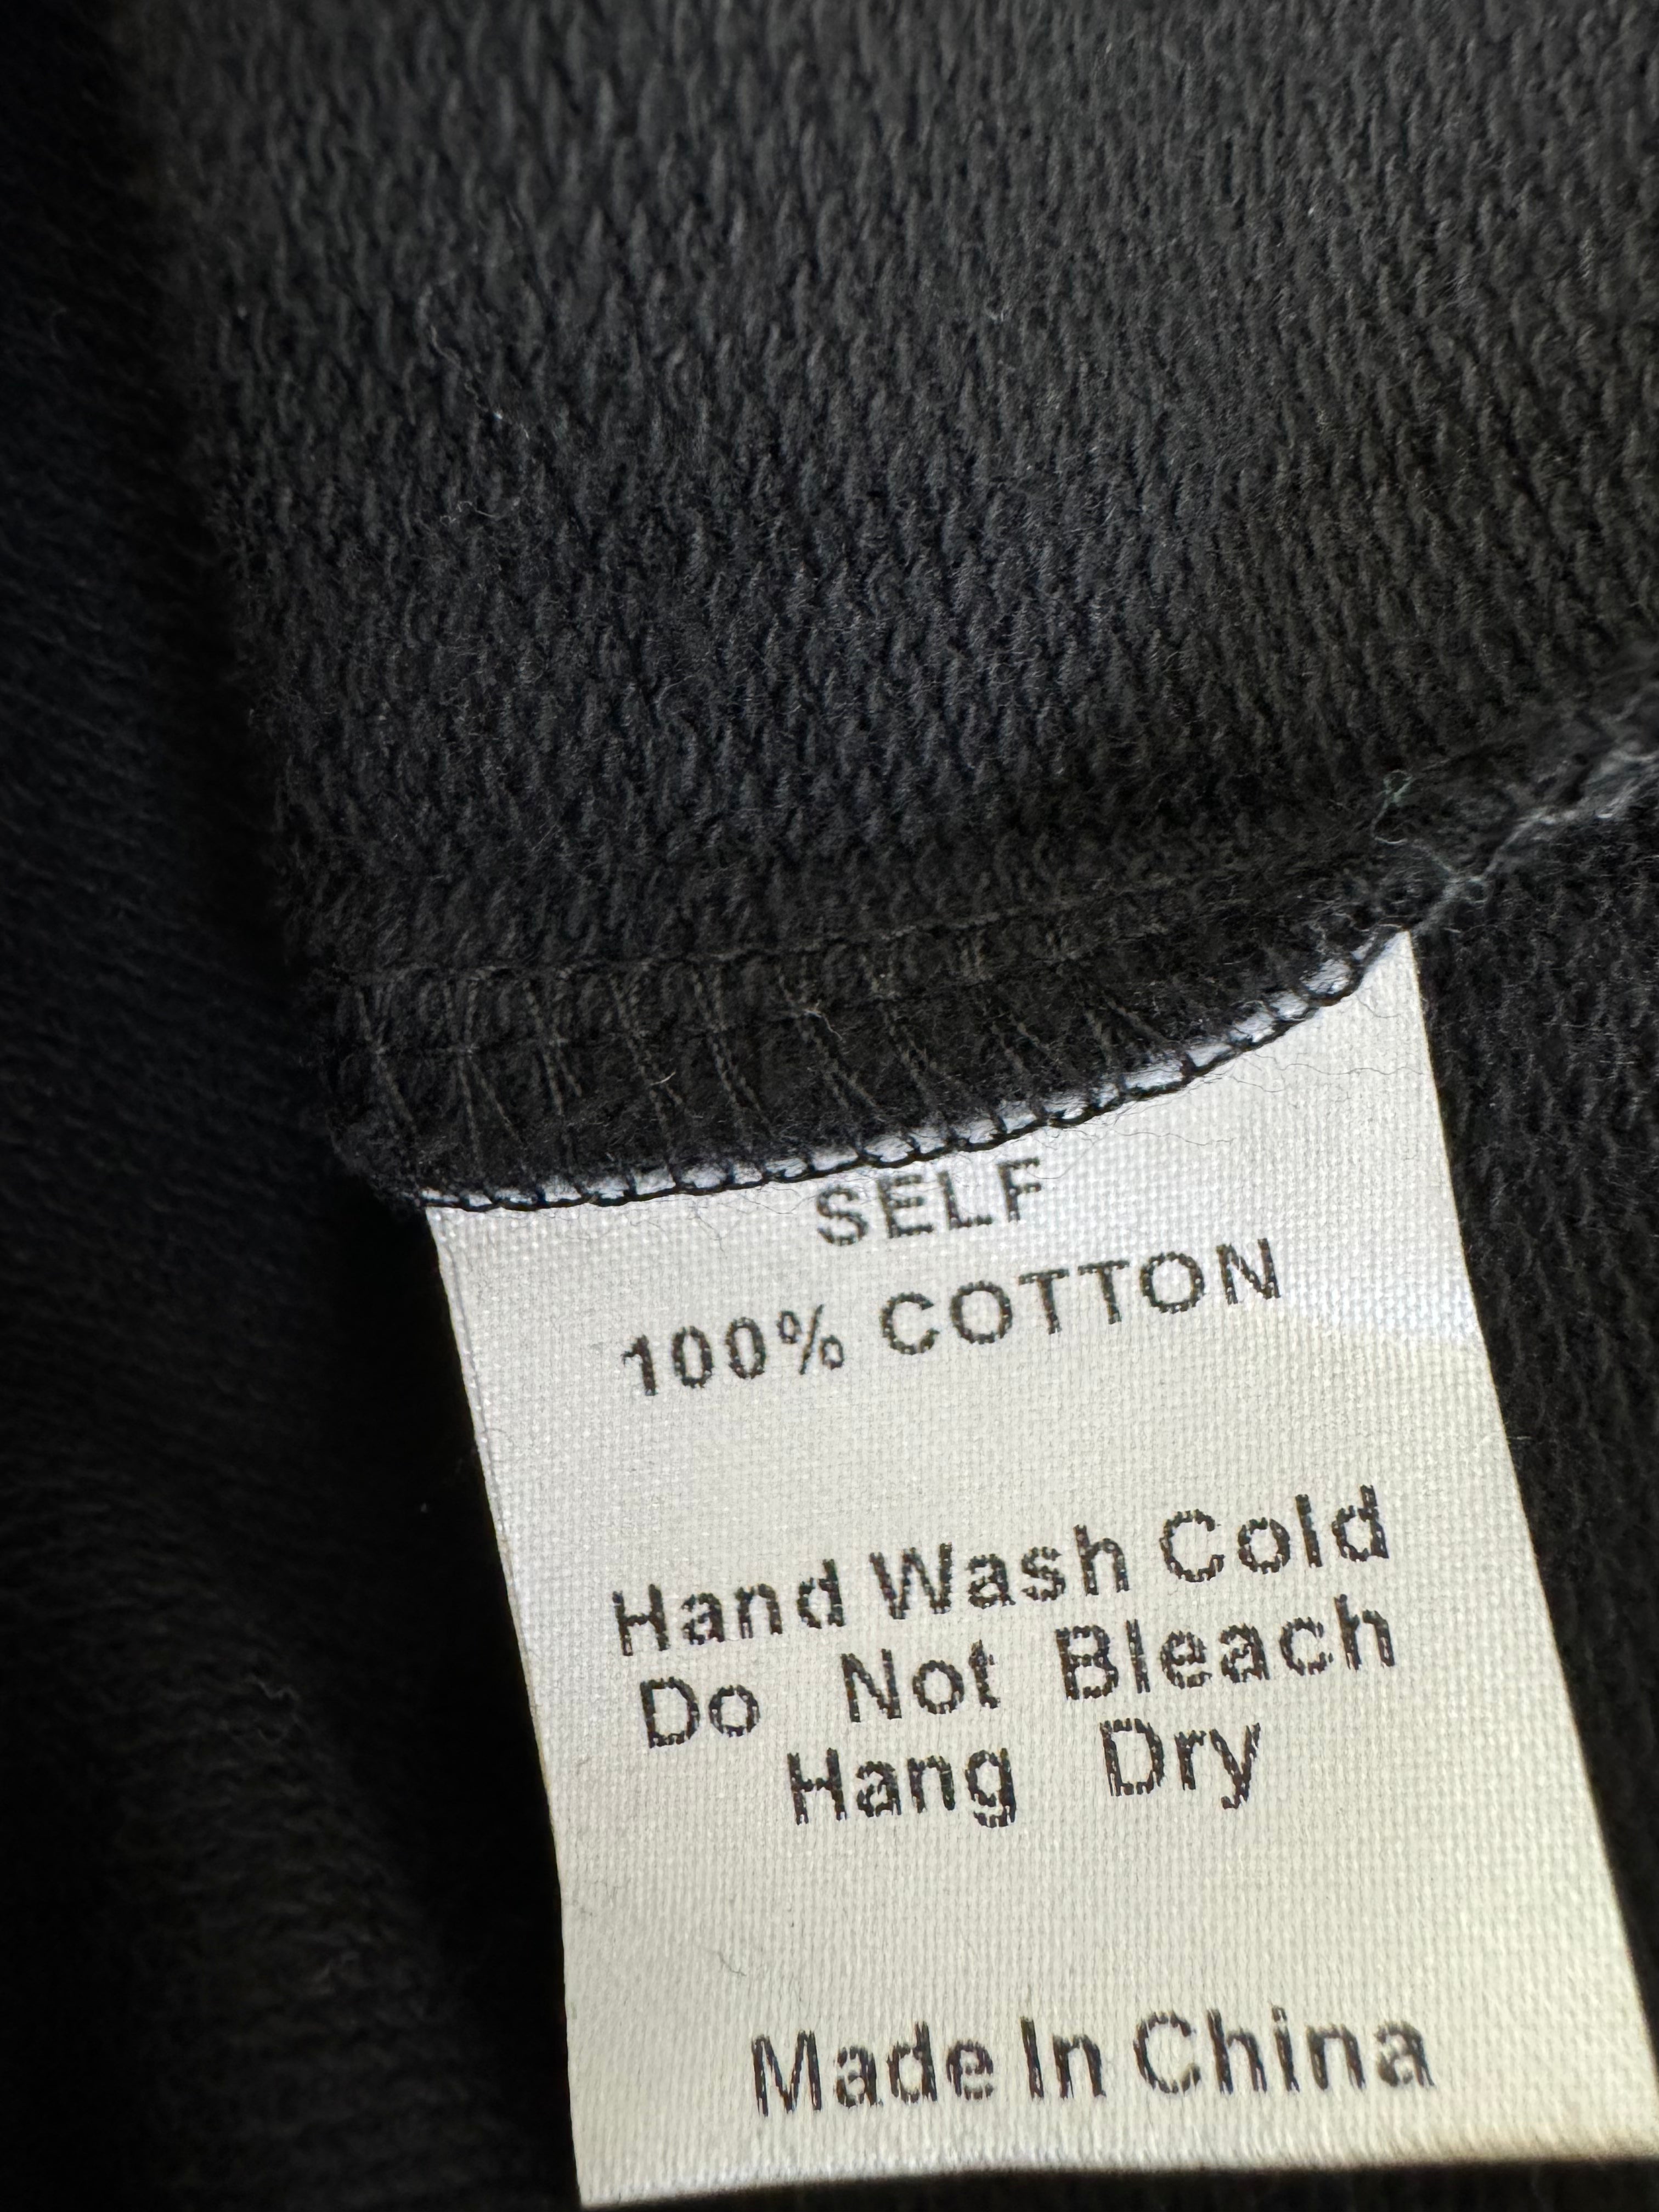 SELF
100% COTTON
Hand Wash Cold
Do Not Bleach
Hang Dry
Made In China